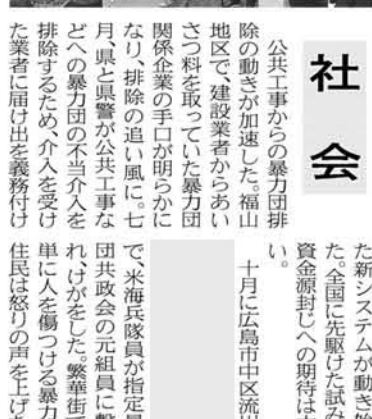 社会
公共工事からの暴力団排
除の動きが加速した。福山
地区で、建設業者からあい
さつ料を取っていた暴力団
関係企業の手口が明らかに
なり、排除の追い風に。七
月、県と県警が公共工事な
どへの暴力団の不当介入を
排除するため、介入を受け
た業者に届け出を義務付け
た新システムが動き始
た。全国に先駆けた試み
資金源封じへの期待は
い。
十月に広島市中区流川
で、米海兵隊員が指定暴
団共政会の元組員に撃
れ、けがをした。繁華街で
単に人を傷つける暴力
住民は怒りの声を上げ